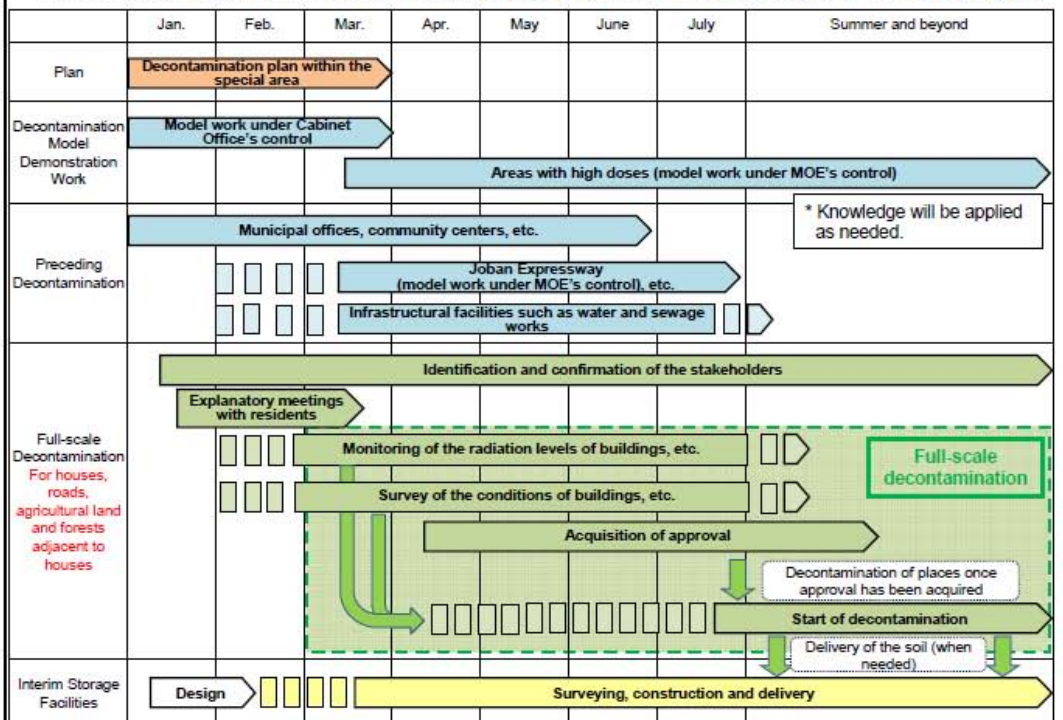 Jan.
Feb.
Mar.
Apr.
May
June
July
Summer and beyond
Plan
Decontamination plan within the
special area
Decontamination
Model
Demonstration
Work
Model work under Cabinet
Office's control
Areas with high doses (model work under MOE's control)
* Knowledge will be applied
as needed.
Preceding
Decontamination
Municipal offices, community centers, etc.
Joban Expressway
(model work under MOE's control), etc.
Infrastructural facilities such as water and sewage
works
Full-scale
Decontamination
For houses,
roads,
agricultural land
and forests
adjacent to
houses
Identification and confirmation of the stakeholders
Explanatory meetings
with residents
Monitoring of the radiation levels of buildings, etc.
Full-scale
decontamination
Survey of the conditions of buildings, etc.
Acquisition of approval
Decontamination of places once
approval has been acquired
Start of decontamination
Delivery of the soil (when
needed)
Interim Storage
Facilities
Design
Surveying, construction and delivery